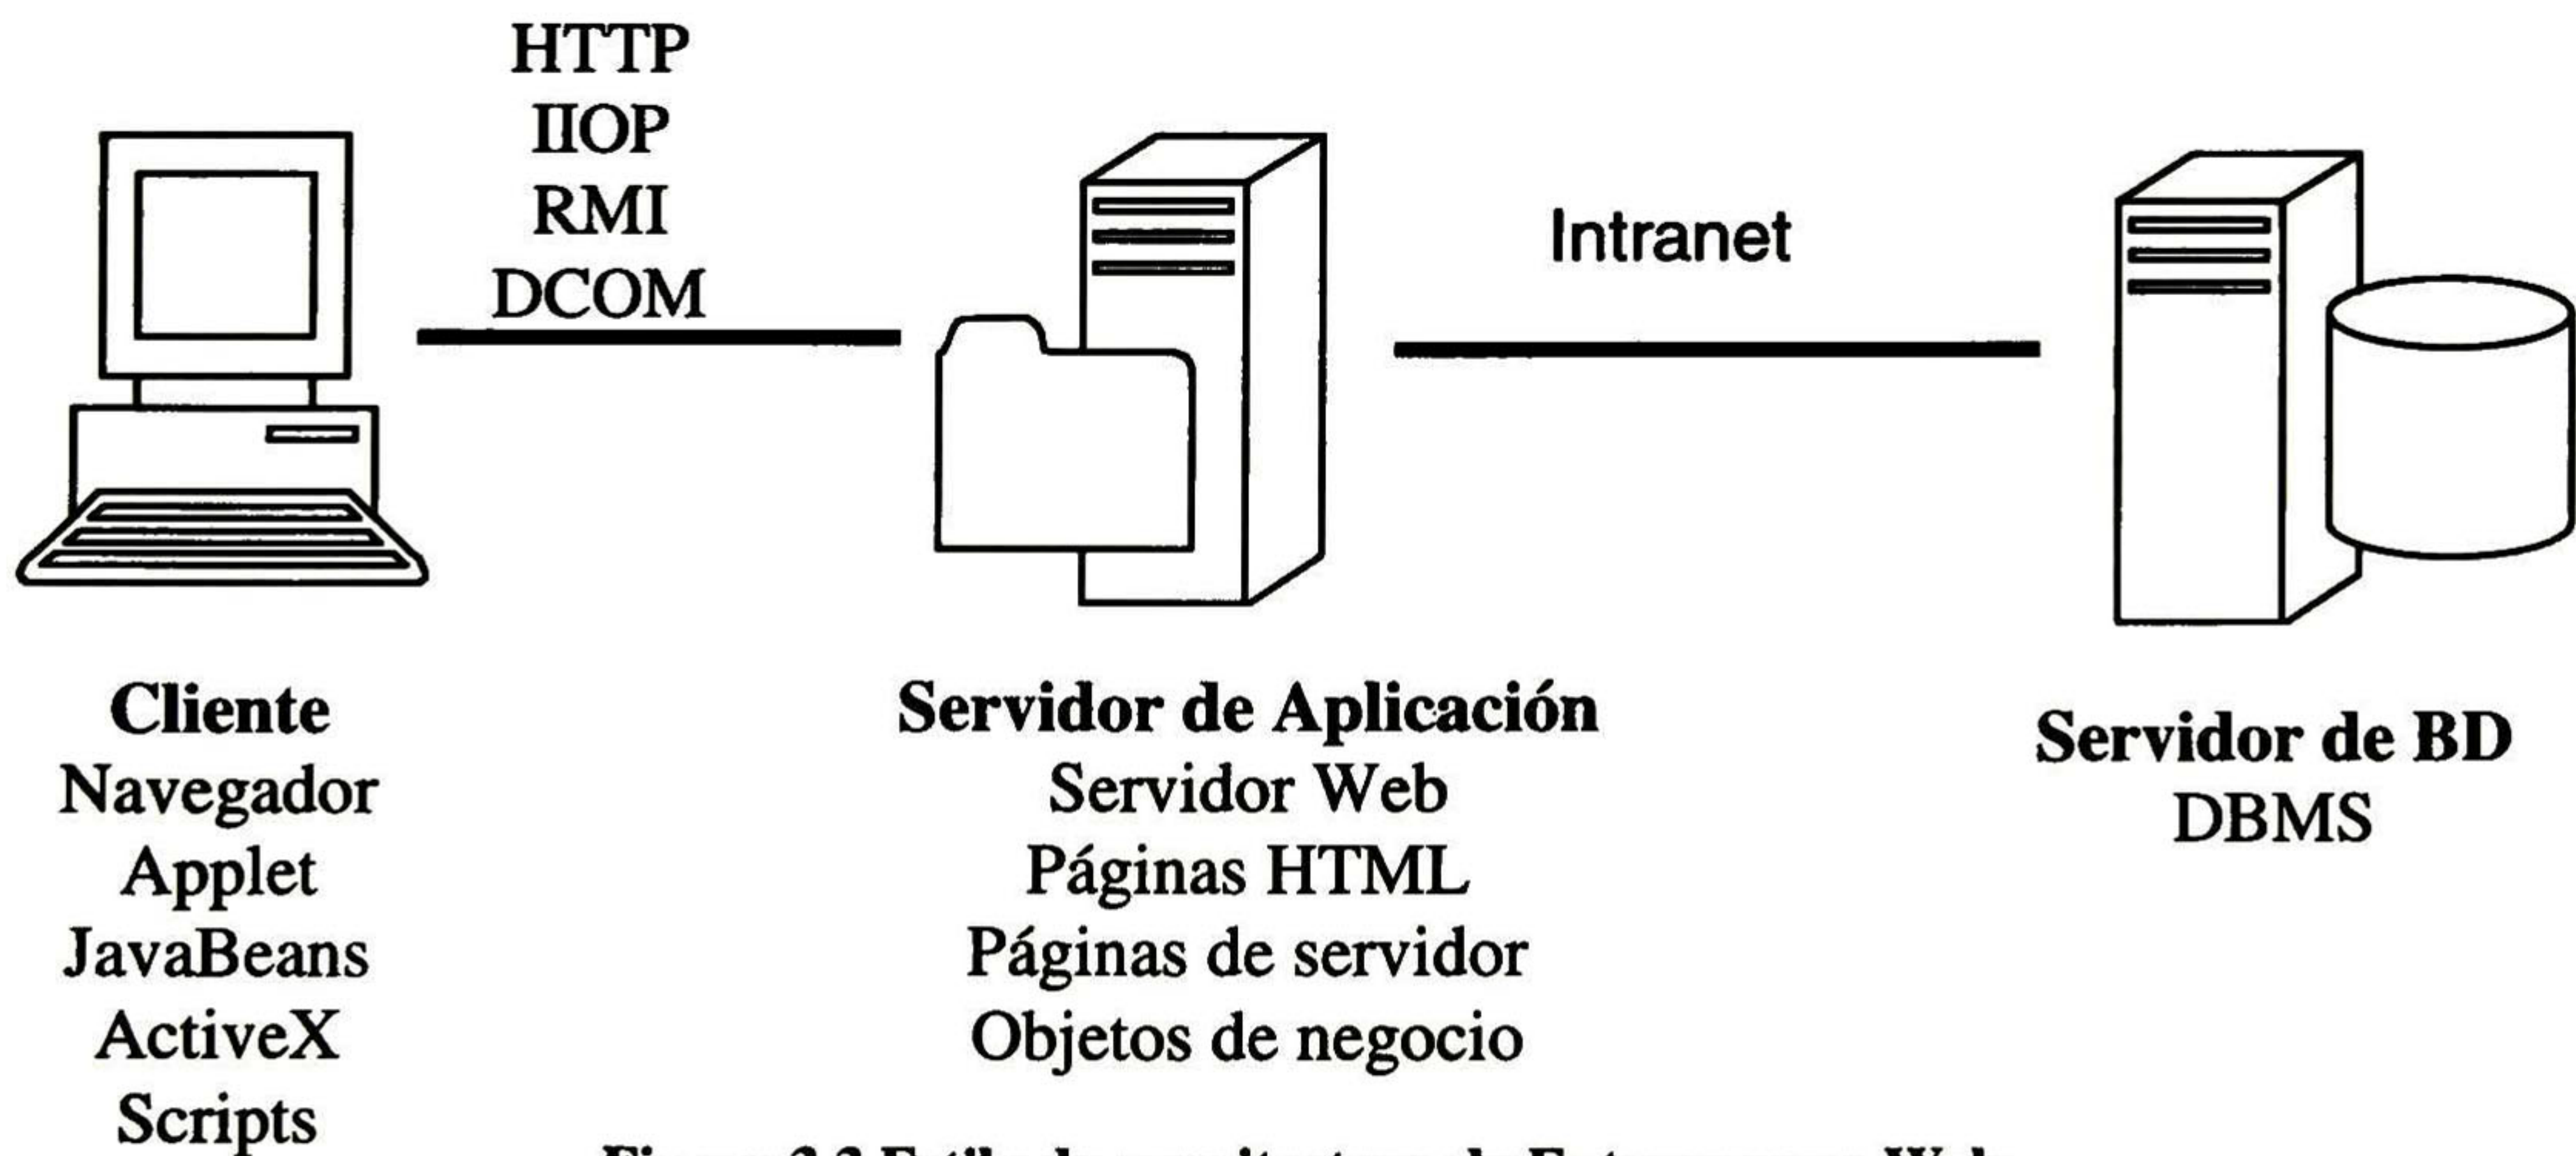 HTTP
IIOP
RMI
DCOM
Intranet
Cliente
Navegador
Applet
JavaBeans
ActiveX
Scripts
Servidor de Aplicación
Servidor Web
Páginas HTML
Páginas de servidor
Objetos de negocio
Servidor de BD
DBMS